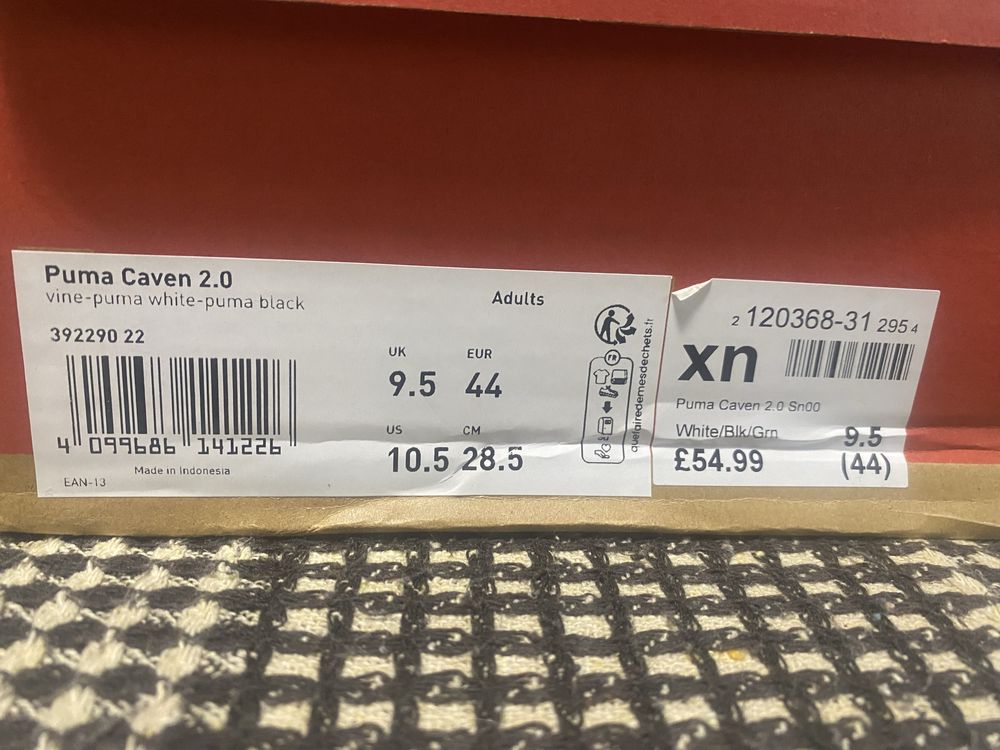 Puma Caven 2.0
vine-puma white-puma black
Adults
392290 22
UK EUR
9.5 44
US CM
10.5 28.5
4 099686 141226
Made in Indonesia
EAN-13
FR
quefairedemesdechets.fr
2 120368-31 295 4
xn
Puma Caven 2.0 Sn00
White/Blk/Grn 9.5
£54.99 (44)